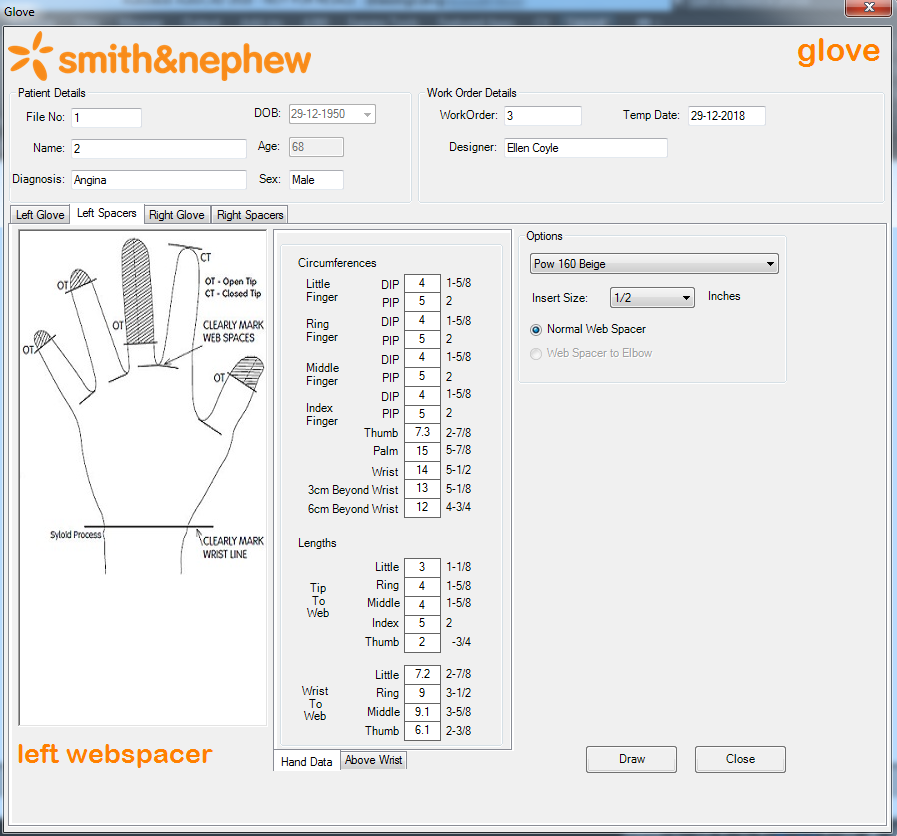 Glove
smith&nephew
glove
Patient Details
File No: 1
DOB: 29-12-1950
Name: 2
Age: 68
Diagnosis: Angina
Sex: Male
Work Order Details
WorkOrder: 3
Temp Date: 29-12-2018
Designer: Ellen Coyle
Left Glove Left Spacers Right Glove Right Spacers
CT
OT
OT - Open Tip
CT - Closed Tip
OT
CLEARLY MARK
WEB SPACES
OT
OT
Syloid Process
CLEARLY MARK
WRIST LINE
left webspacer
Circumferences
Little
Finger
DIP 4 1-5/8
PIP 5 2
Ring
Finger
DIP 4 1-5/8
PIP 5 2
Middle
Finger
DIP 4 1-5/8
PIP 5 2
Index
Finger
DIP 4 1-5/8
PIP 5 2
Thumb 7.3 2-7/8
Palm 15 5-7/8
Wrist 14 5-1/2
3cm Beyond Wrist 13 5-1/8
6cm Beyond Wrist 12 4-3/4
Lengths
Tip
To
Web
Little 3 1-1/8
Ring 4 1-5/8
Middle 4 1-5/8
Index 5 2
Thumb 2 -3/4
Wrist
To
Web
Little 7.2 2-7/8
Ring 9 3-1/2
Middle 9.1 3-5/8
Thumb 6.1 2-3/8
Hand Data Above Wrist
Options
Pow 160 Beige
Insert Size: 1/2 Inches
Normal Web Spacer
Web Spacer to Elbow
Draw Close